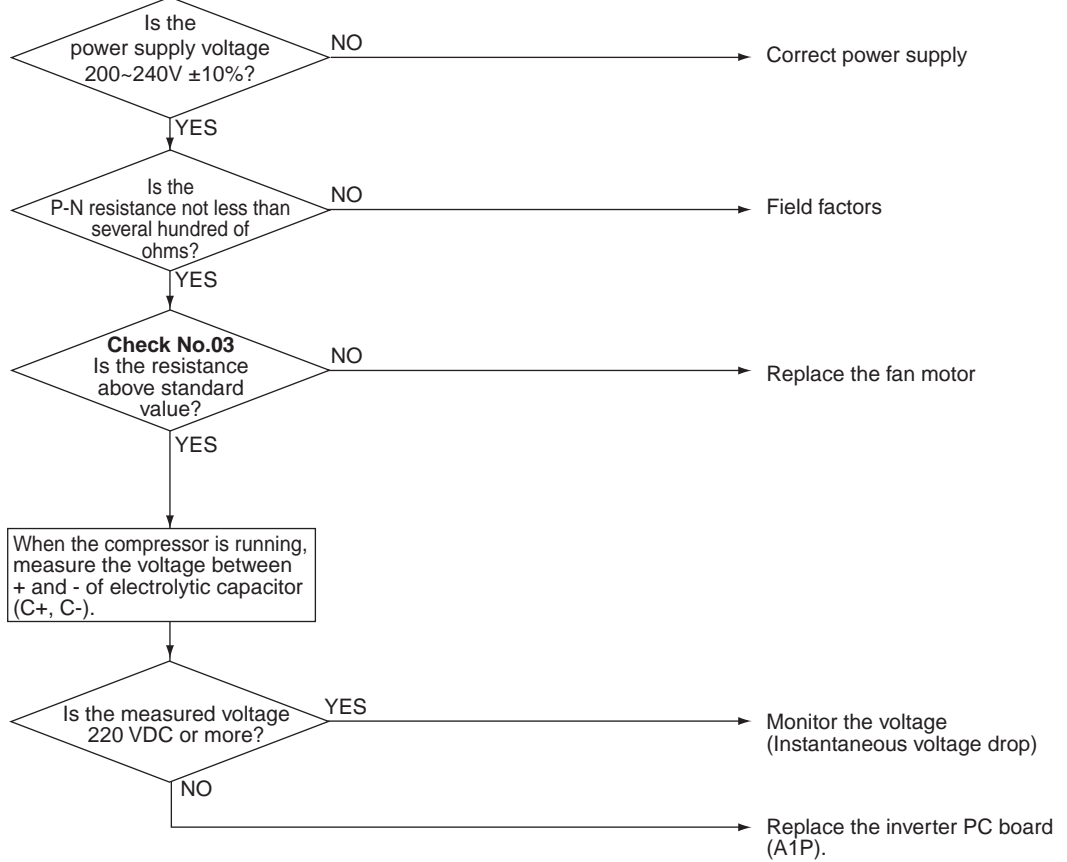 Is the
power supply voltage
200~240V ±10%?
NO
Correct power supply
YES
Is the
P-N resistance not less than
several hundred of
ohms?
NO
Field factors
YES
Check No.03
Is the resistance
above standard
value?
NO
Replace the fan motor
YES
When the compressor is running,
measure the voltage between
+ and - of electrolytic capacitor
(C+, C-).
Is the measured voltage
220 VDC or more?
YES
Monitor the voltage
(Instantaneous voltage drop)
NO
Replace the inverter PC board
(A1P).